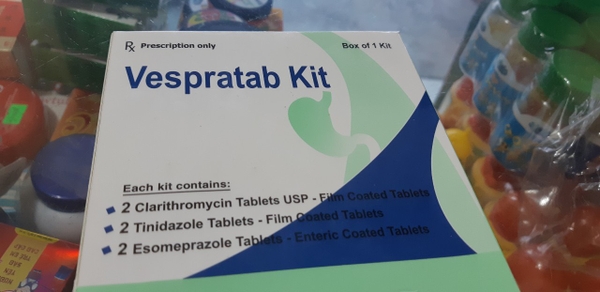 Rx Prescription only
Box of 1 Kit
Vespratab Kit
Each kit contains:
2 Clarithromycin Tablets USP - Film Coated Tablets
2 Tinidazole Tablets - Film Coated Tablets
2 Esomeprazole Tablets - Enteric Coated Tablets